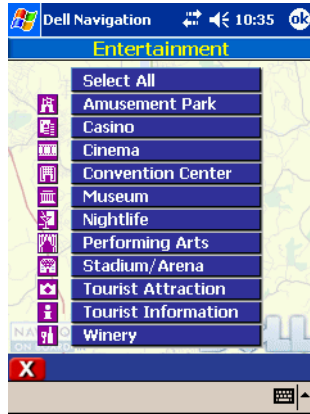 Dell Navigation 10:35 ok
Entertainment
Select All
Amusement Park
Casino
Cinema
Convention Center
Museum
Nightlife
Performing Arts
Stadium/Arena
Tourist Attraction
Tourist Information
Winery
X